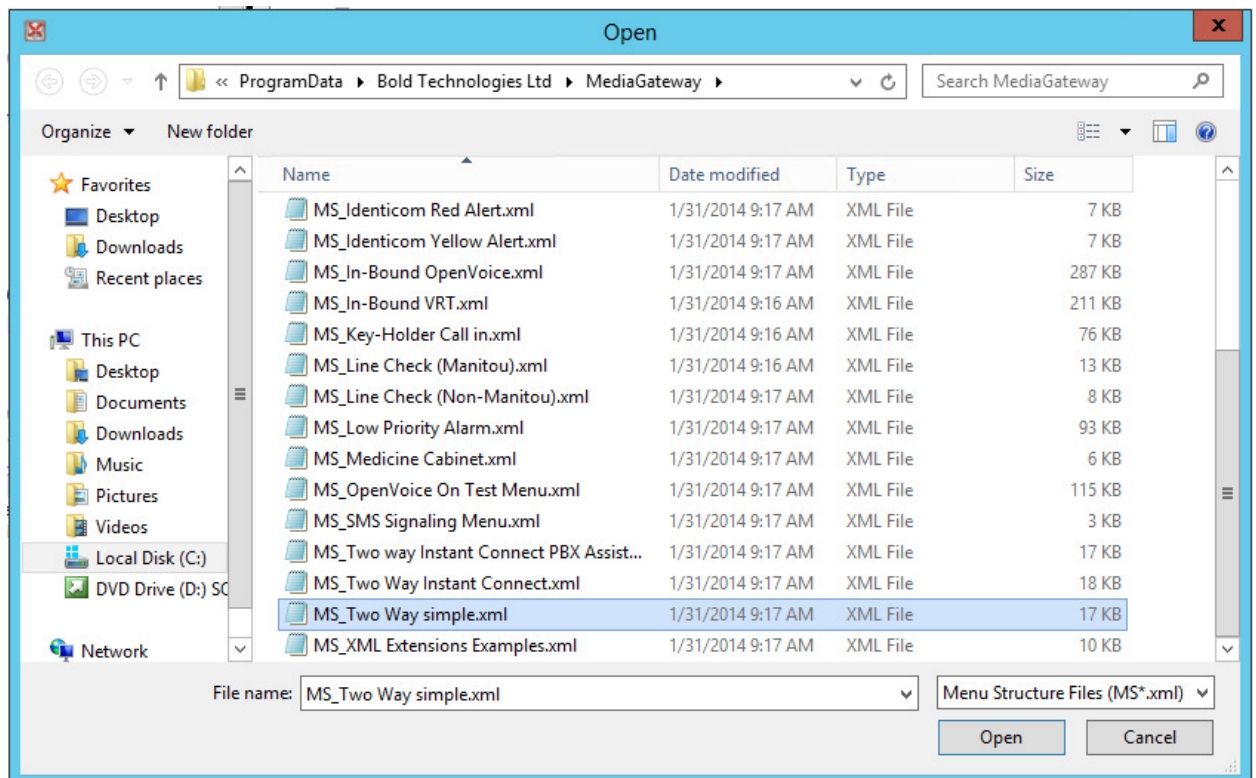 Open
x
« ProgramData ▸ Bold Technologies Ltd ▸ MediaGateway ▸
Search MediaGateway
Organize New folder
Favorites
Desktop
Downloads
Recent places
This PC
Desktop
Documents
Downloads
Music
Pictures
Videos
Local Disk (C:)
DVD Drive (D:) SC
Network
Name Date modified Type Size
MS_Identicom Red Alert.xml 1/31/2014 9:17 AM XML File 7 KB
MS_Identicom Yellow Alert.xml 1/31/2014 9:17 AM XML File 7 KB
MS_In-Bound OpenVoice.xml 1/31/2014 9:17 AM XML File 287 KB
MS_In-Bound VRT.xml 1/31/2014 9:16 AM XML File 211 KB
MS_Key-Holder Call in.xml 1/31/2014 9:16 AM XML File 76 KB
MS_Line Check (Manitou).xml 1/31/2014 9:16 AM XML File 13 KB
MS_Line Check (Non-Manitou).xml 1/31/2014 9:17 AM XML File 8 KB
MS_Low Priority Alarm.xml 1/31/2014 9:17 AM XML File 93 KB
MS_Medicine Cabinet.xml 1/31/2014 9:17 AM XML File 6 KB
MS_OpenVoice On Test Menu.xml 1/31/2014 9:17 AM XML File 115 KB
MS_SMS Signaling Menu.xml 1/31/2014 9:17 AM XML File 3 KB
MS_Two way Instant Connect PBX Assist... 1/31/2014 9:17 AM XML File 17 KB
MS_Two Way Instant Connect.xml 1/31/2014 9:17 AM XML File 18 KB
MS_Two Way simple.xml 1/31/2014 9:17 AM XML File 17 KB
MS_XML Extensions Examples.xml 1/31/2014 9:17 AM XML File 10 KB
File name: MS_Two Way simple.xml Menu Structure Files (MS*.xml)
Open Cancel